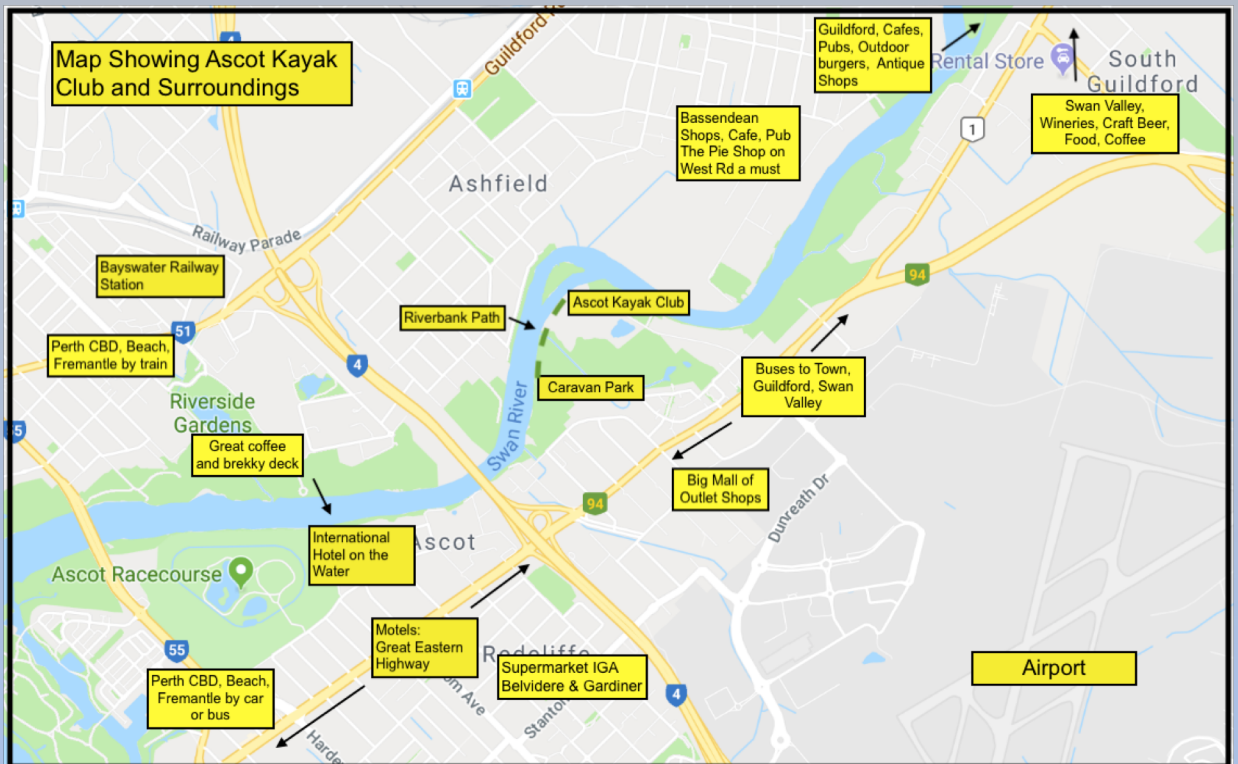 Map Showing Ascot Kayak
Club and Surroundings
4
Guildford
Guildford, Cafes,
Pubs, Outdoor
burgers, Antique
Shops
Rental Store
South
Guildford
Swan Valley,
Wineries, Craft Beer,
Food, Coffee
1
Bassendean
Shops, Cafe, Pub
The Pie Shop on
West Rd a must
Ashfield
Railway Parade
Bayswater Railway
Station
94
Ascot Kayak Club
Riverbank Path
51
Perth CBD, Beach,
Fremantle by train
4
Caravan Park
Buses to Town,
Guildford, Swan
Valley
Riverside
Gardens
Swan River
Great coffee
and brekky deck
Big Mall of
Outlet Shops
94
Dunreath Dr
International
Hotel on the
Water
Ascot
Ascot Racecourse
Motels:
Great Eastern
Highway
Redcliffe
55
Supermarket IGA
Belvidere & Gardiner
Airport
Perth CBD, Beach,
Fremantle by car
or bus
4